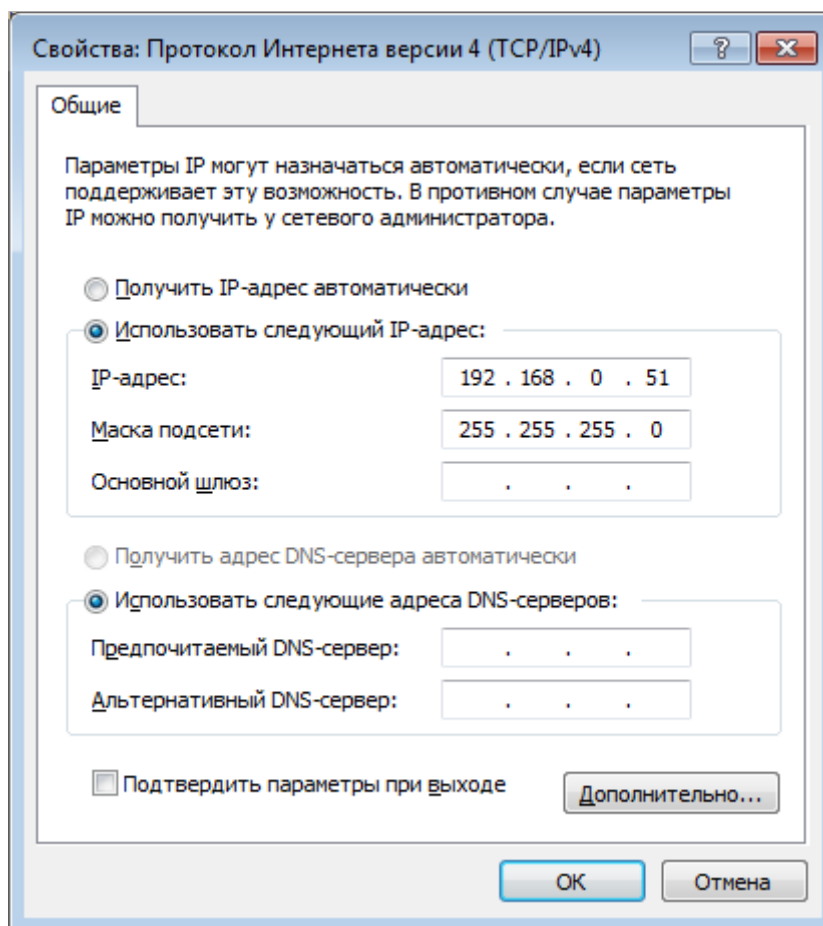 Свойства: Протокол Интернета версии 4 (TCP/IPv4)
?
Общие
Параметры IP могут назначаться автоматически, если сеть
поддерживает эту возможность. В противном случае параметры
IP можно получить у сетевого администратора.
Получить IP-адрес автоматически
Использовать следующий IP-адрес:
IP-адрес: 192 . 168 . 0 . 51
Маска подсети: 255 . 255 . 255 . 0
Основной шлюз: . . .
Получить адрес DNS-сервера автоматически
Использовать следующие адреса DNS-серверов:
Предпочитаемый DNS-сервер: . . .
Альтернативный DNS-сервер: . . .
Подтвердить параметры при выходе
Дополнительно...
ОК Отмена